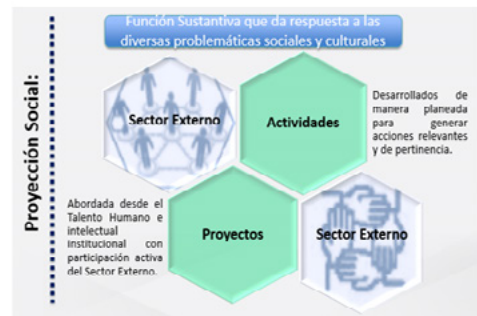 Proyección Social:
Función Sustantiva que da respuesta a las
diversas problemáticas sociales y culturales
Sector Externo
Actividades
Desarrollados de
manera planeada
para generar
acciones relevantes
y de pertinencia.
Abordada desde el
Talento Humano e
intelectual
institucional con
participación activa
del Sector Externo.
Proyectos
Sector Externo